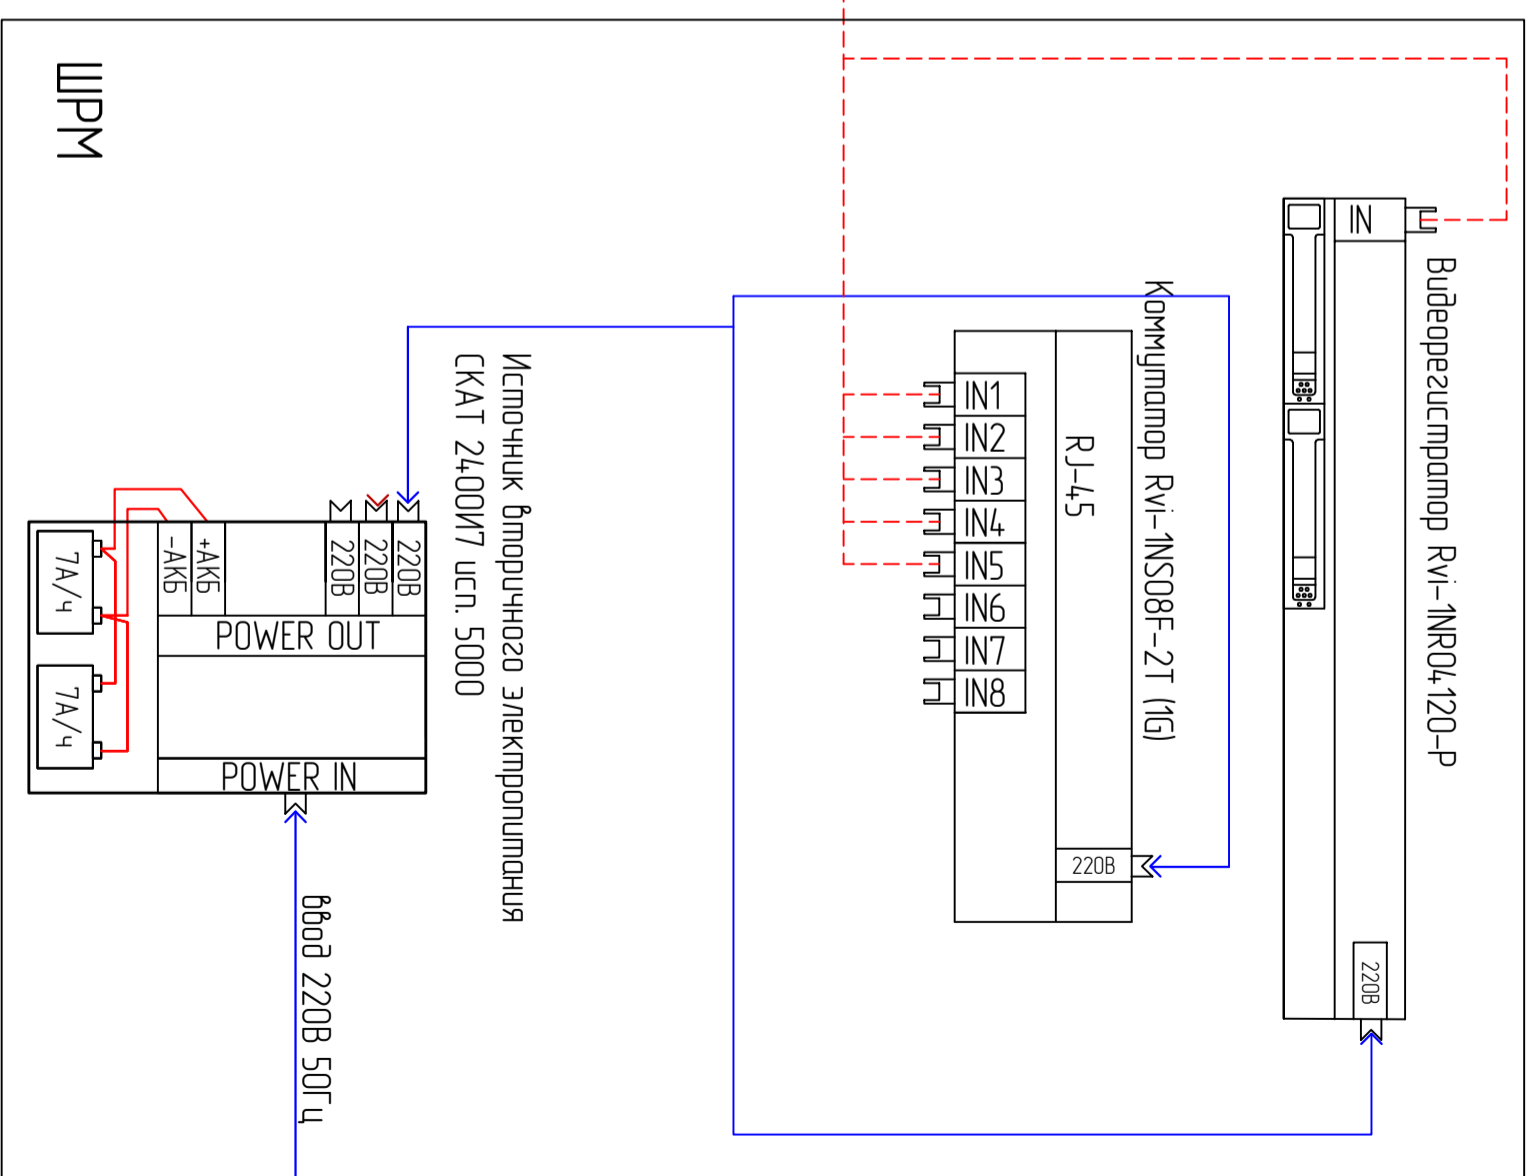 ШРМ
IN
Видеорегистратор Rvi-1NR04120-P
220В
Коммутатор Rvi-1NS08F-2T (1G)
RJ-45
IN1
IN2
IN3
IN4
IN5
IN6
IN7
IN8
220В
Источник вторичного электропитания
СКАТ 2400И7 исп. 5000
220В
220В
220В
+АКБ
-АКБ
POWER OUT
POWER IN
7А/ч
7А/ч
ввод 220В 50Гц